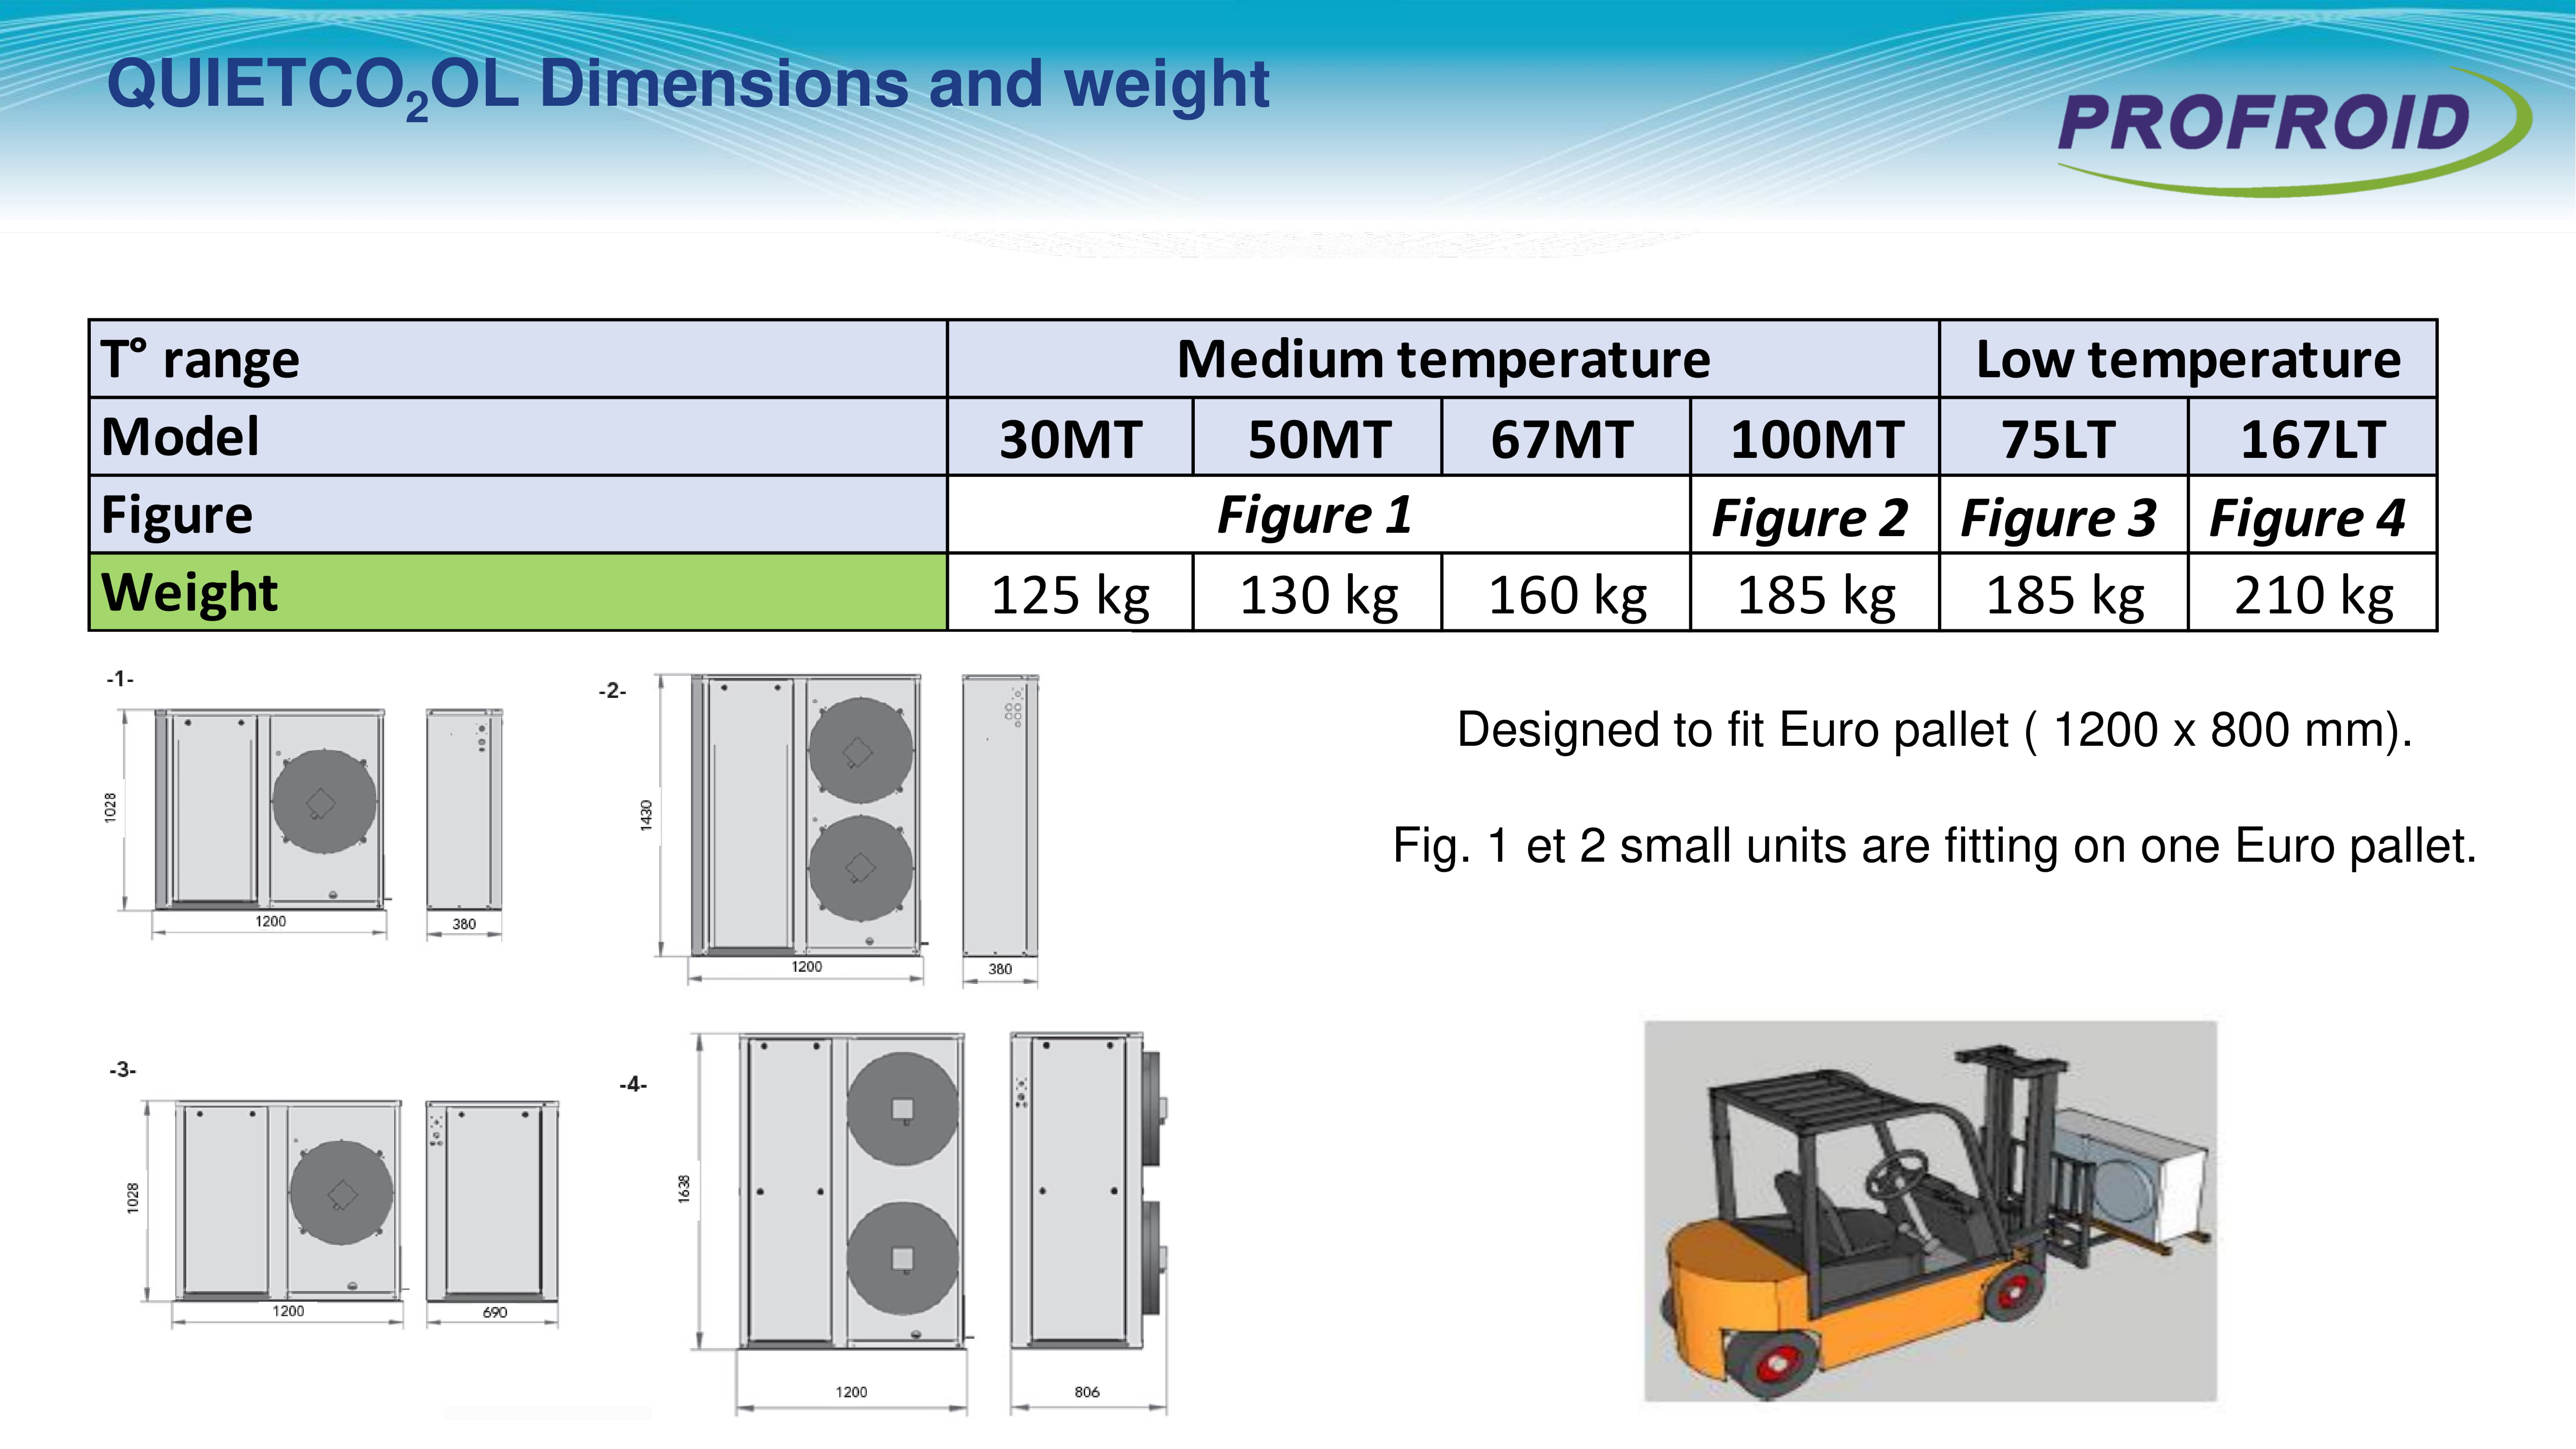 QUIETCO₂OL Dimensions and weight
PROFROID
T° range Medium temperature Low temperature
Model 30MT 50MT 67MT 100MT 75LT 167LT
Figure Figure 1 Figure 2 Figure 3 Figure 4
Weight 125 kg 130 kg 160 kg 185 kg 185 kg 210 kg
Designed to fit Euro pallet ( 1200 x 800 mm).
Fig. 1 et 2 small units are fitting on one Euro pallet.
-1-
1028
1200
380
-2-
1430
1200
380
-3-
1028
1200
690
-4-
1638
1200
806